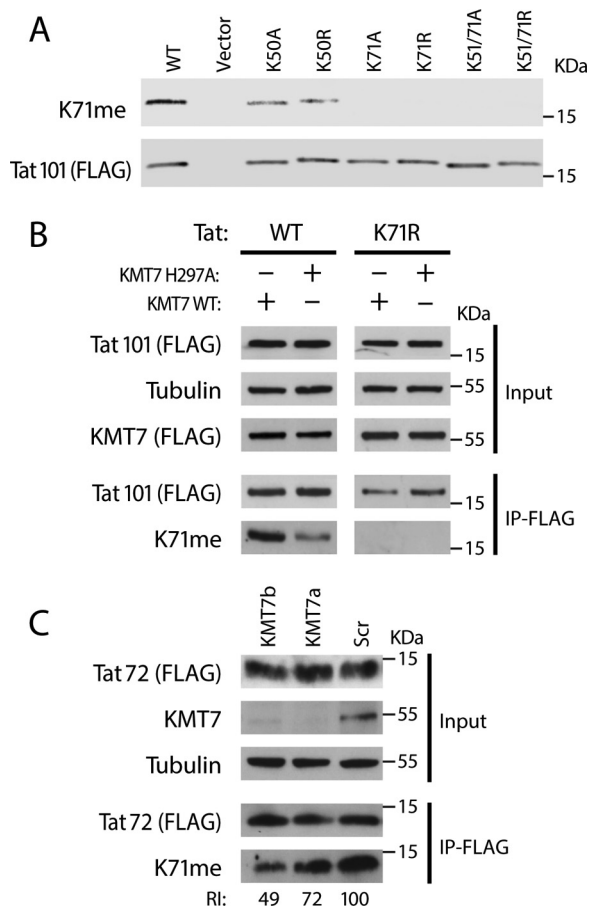 A
WT Vector K50A K50R K71A K71R K51/71A K51/71R KDa
K71me
15
Tat 101 (FLAG)
15
B
Tat: WT K71R
KMT7 H297A: – + – +
KMT7 WT: + – + –
KDa
Tat 101 (FLAG)
15
Tubulin
55
Input
KMT7 (FLAG)
55
Tat 101 (FLAG)
15
IP-FLAG
K71me
15
C
KMT7b KMT7a Scr KDa
Tat 72 (FLAG)
15
KMT7
55
Input
Tubulin
55
Tat 72 (FLAG)
15
IP-FLAG
K71me
15
RI: 49 72 100